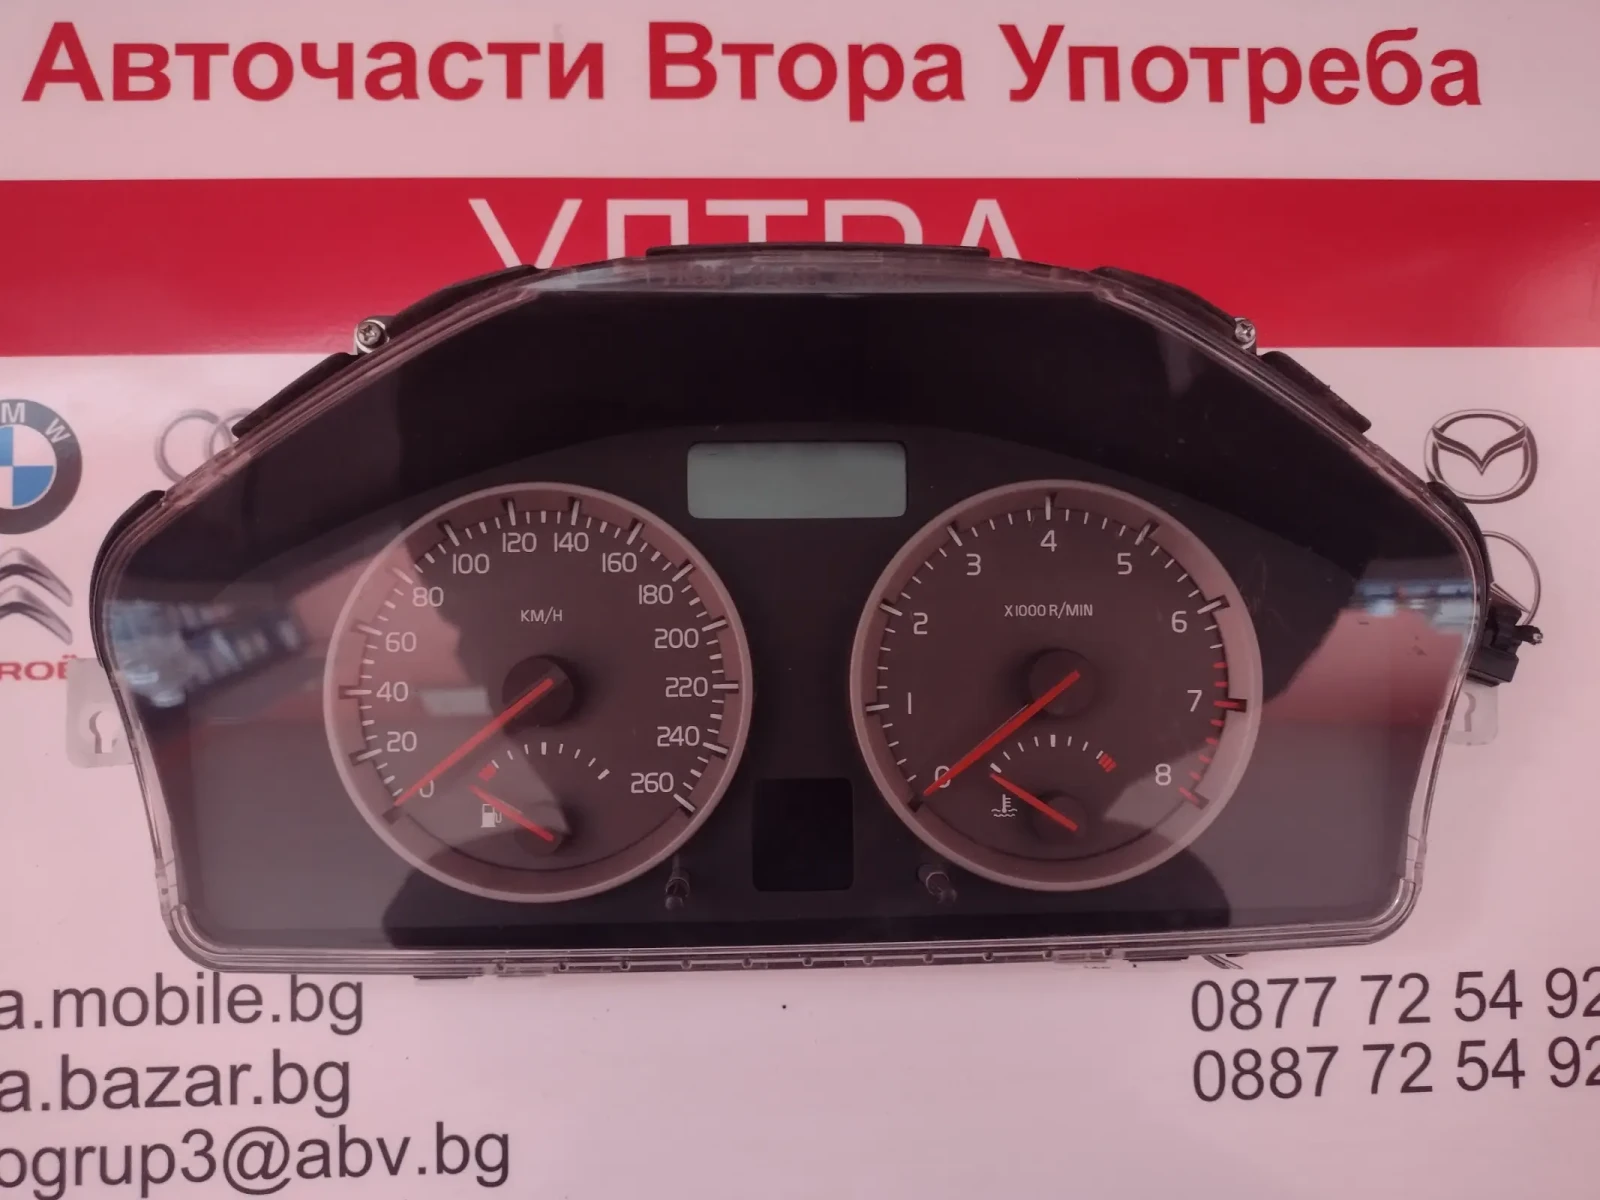 Авточасти Втора Употреба
УЛТРА
BMW
100 120 140 160
80 180
60 KM/H 200
40 220
20 240
0 260
3 4 5
2 X1000 R/MIN 6
1 7
0 8
a.mobile.bg
a.bazar.bg
ogrup3@abv.bg
0877 72 54 92
0887 72 54 92